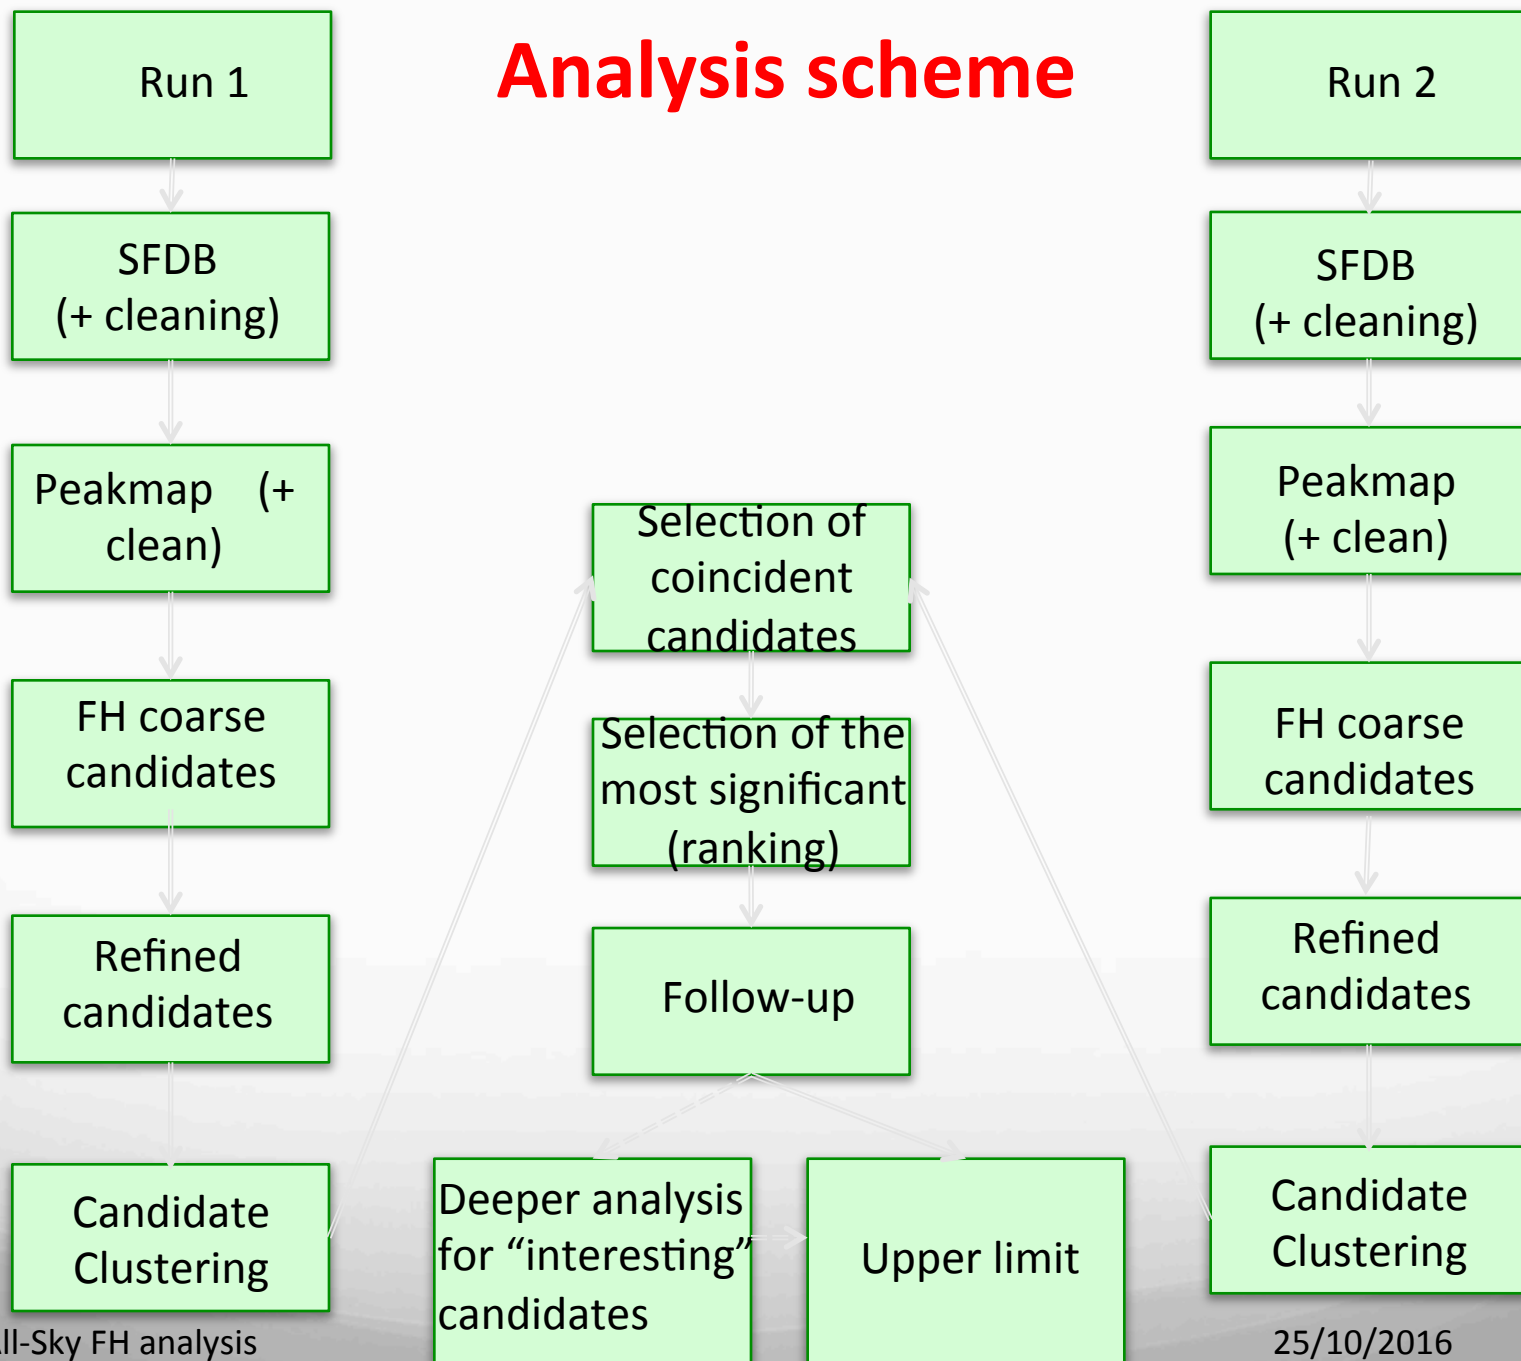 Analysis scheme
Run 1
SFDB
(+ cleaning)
Peakmap (+
clean)
FH coarse
candidates
Refined
candidates
Candidate
Clustering
Selection of
coincident
candidates
Selection of the
most significant
(ranking)
Follow-up
Deeper analysis
for “interesting”
candidates
Upper limit
Run 2
SFDB
(+ cleaning)
Peakmap
(+ clean)
FH coarse
candidates
Refined
candidates
Candidate
Clustering
ll-Sky FH analysis
25/10/2016